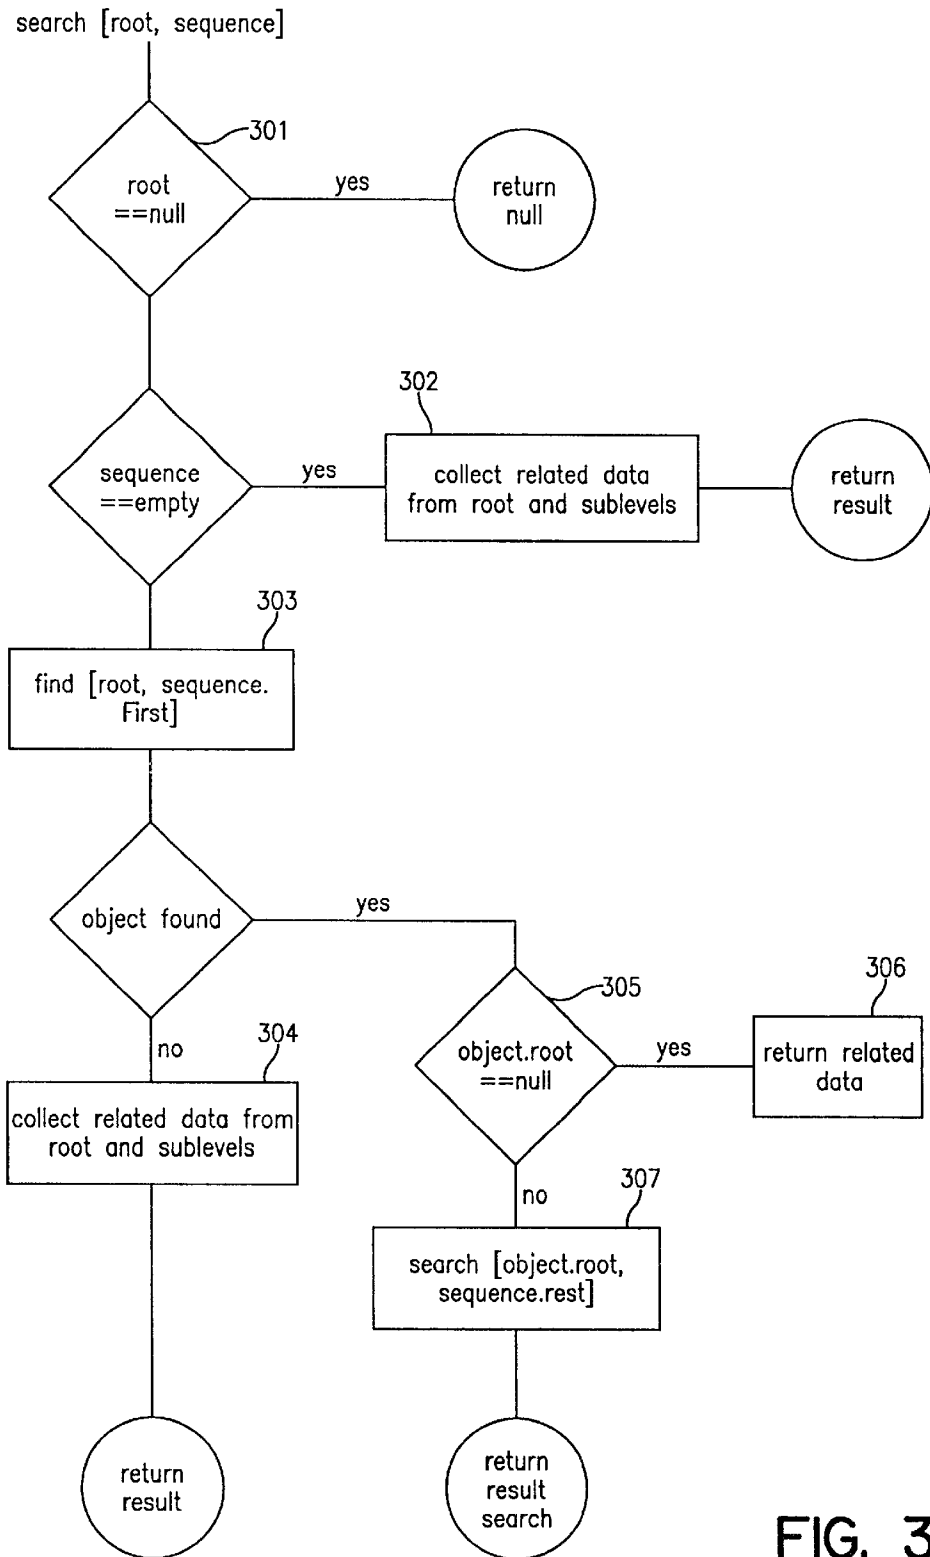 search [root, sequence]
301
root
==null
yes
return
null
302
sequence
==empty
yes
collect related data
from root and sublevels
return
result
303
find [root, sequence.
First]
object found
yes
305
306
object.root
==null
yes
return related
data
no
304
collect related data from
root and sublevels
no
307
search [object.root,
sequence.rest]
return
result
return
result
search
FIG. 3